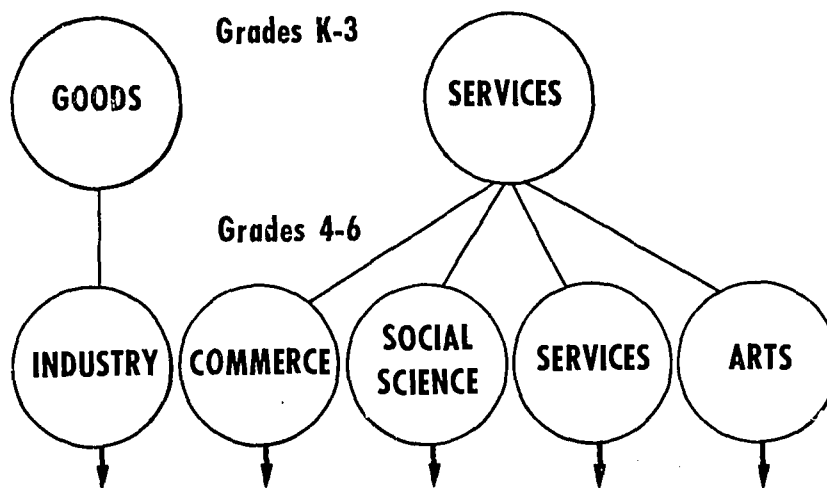 Grades K-3
GOODS
SERVICES
Grades 4-6
INDUSTRY
COMMERCE
SOCIAL
SCIENCE
SERVICES
ARTS